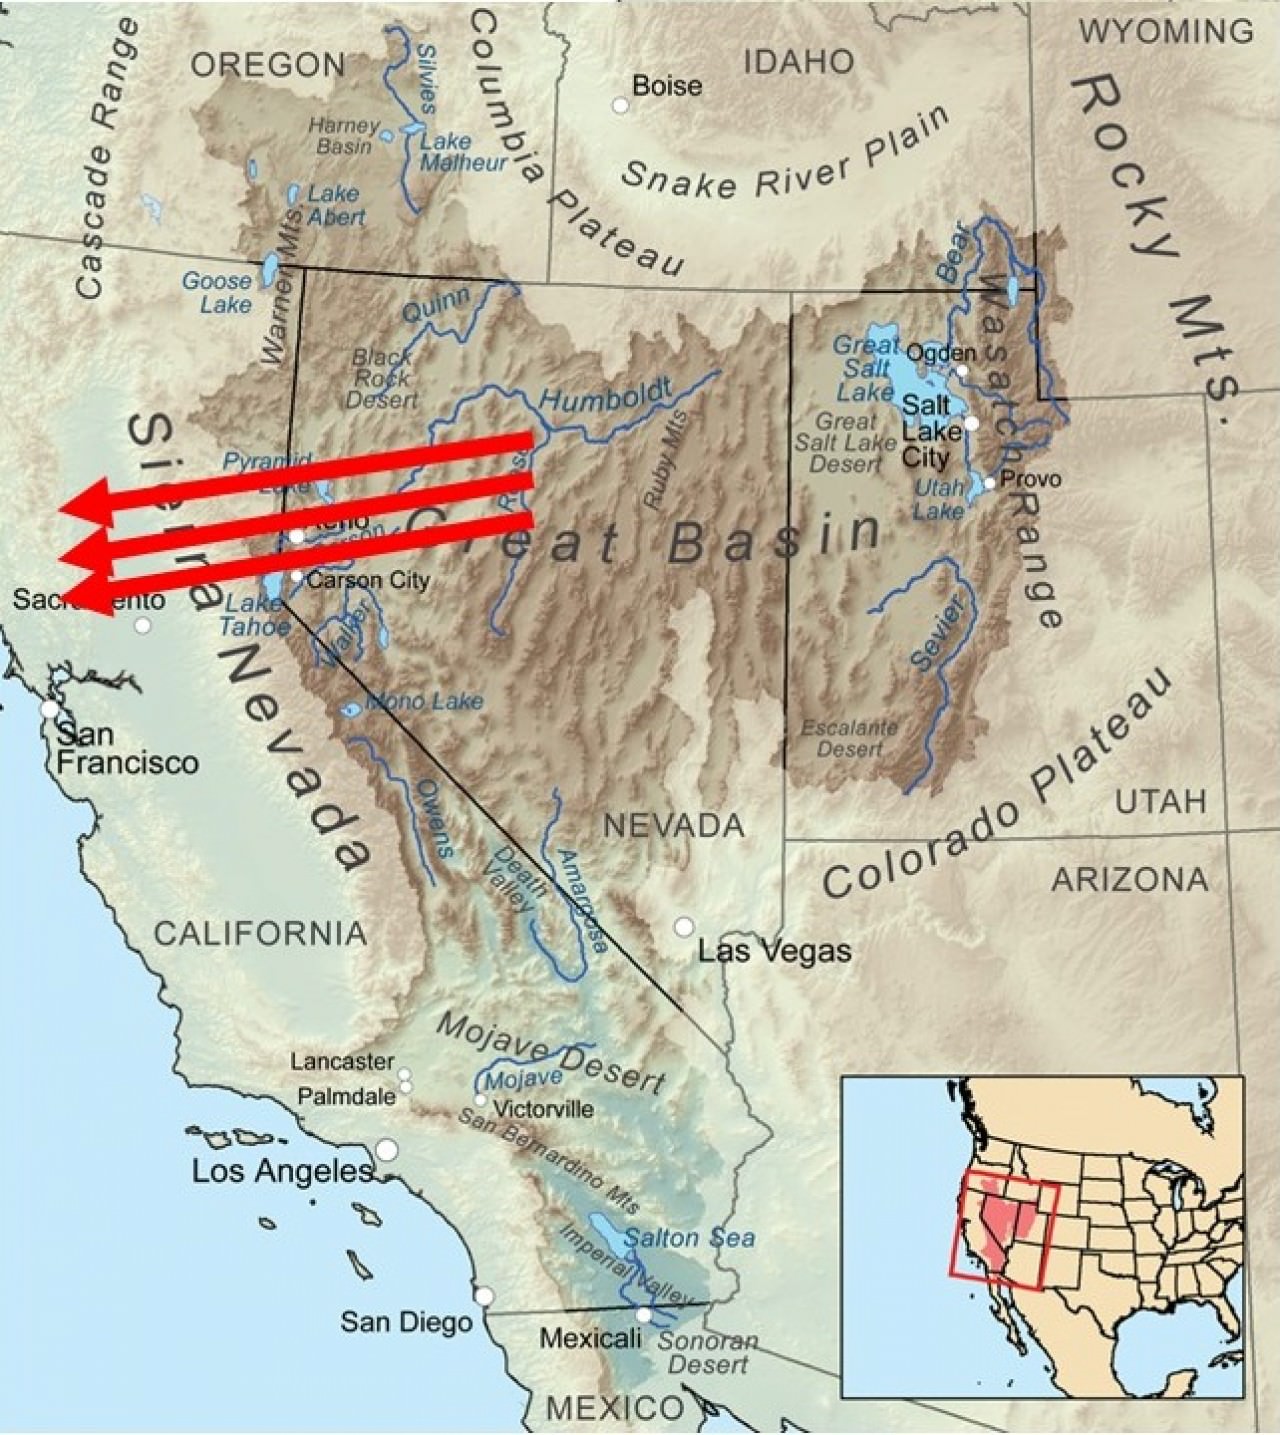 OREGON
IDAHO
WYOMING
Cascade Range
Silvies
Columbia Plateau
Boise
Snake River Plain
Rocky Mts.
Harney
Basin
Lake
Malheur
Lake
Abert
Goose
Lake
Warner Mts
Quinn
Black
Rock
Desert
Humboldt
Bear
Great
Salt
Lake
Ogden
Wasatch Range
Salt
Lake
City
Great
Salt Lake
Desert
Utah
Lake
Provo
Ruby Mts
Sierra Nevada
Pyramid
Lake
Great Basin
Carson City
Sacramento
Lake
Tahoe
Walker
Mono Lake
Sevier
Escalante
Desert
San
Francisco
Owens
NEVADA
UTAH
Colorado Plateau
Death
Valley
Amargosa
ARIZONA
CALIFORNIA
Las Vegas
Mojave Desert
Lancaster
Palmdale
Mojave
Victorville
San Bernardino Mts
Los Angeles
Salton Sea
Imperial Valley
San Diego
Mexicali
Sonoran
Desert
MEXICO